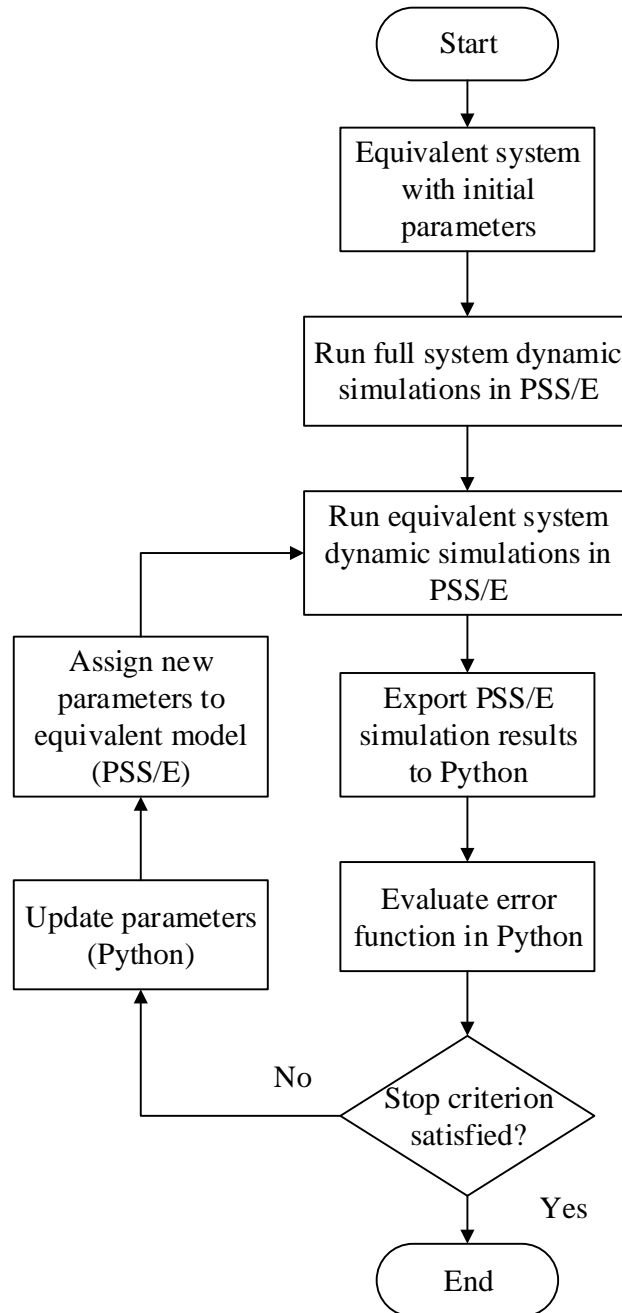 Start
Equivalent system
with initial
parameters
Run full system dynamic
simulations in PSS/E
Run equivalent system
dynamic simulations in
PSS/E
Assign new
parameters to
equivalent model
(PSS/E)
Export PSS/E
simulation results
to Python
Update parameters
(Python)
Evaluate error
function in Python
No
Stop criterion
satisfied?
Yes
End